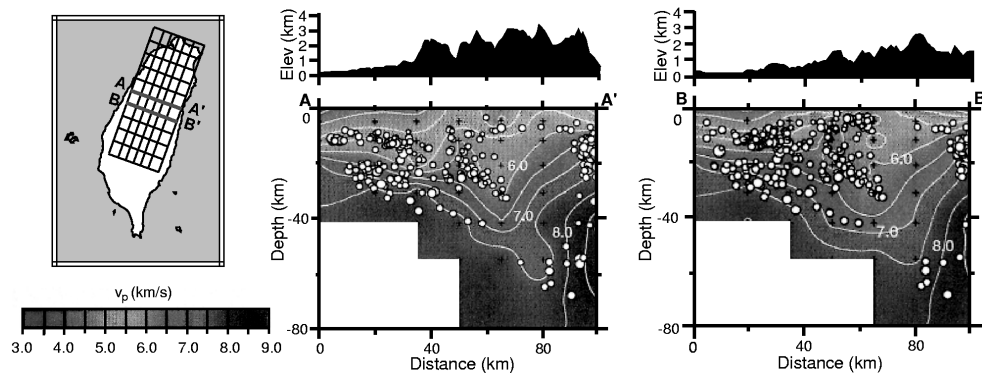 A
B
A'
B'
vp (km/s)
3.0 4.0 5.0 6.0 7.0 8.0 9.0
Elev (km)
4
3
2
1
0
A A'
Depth (km)
0
-40
-80
6.0
7.0
8.0
0 40 80
Distance (km)
Elev (km)
4
3
2
1
0
B B
Depth (km)
0
-40
-80
6.0
7.0
8.0
0 40 80
Distance (km)